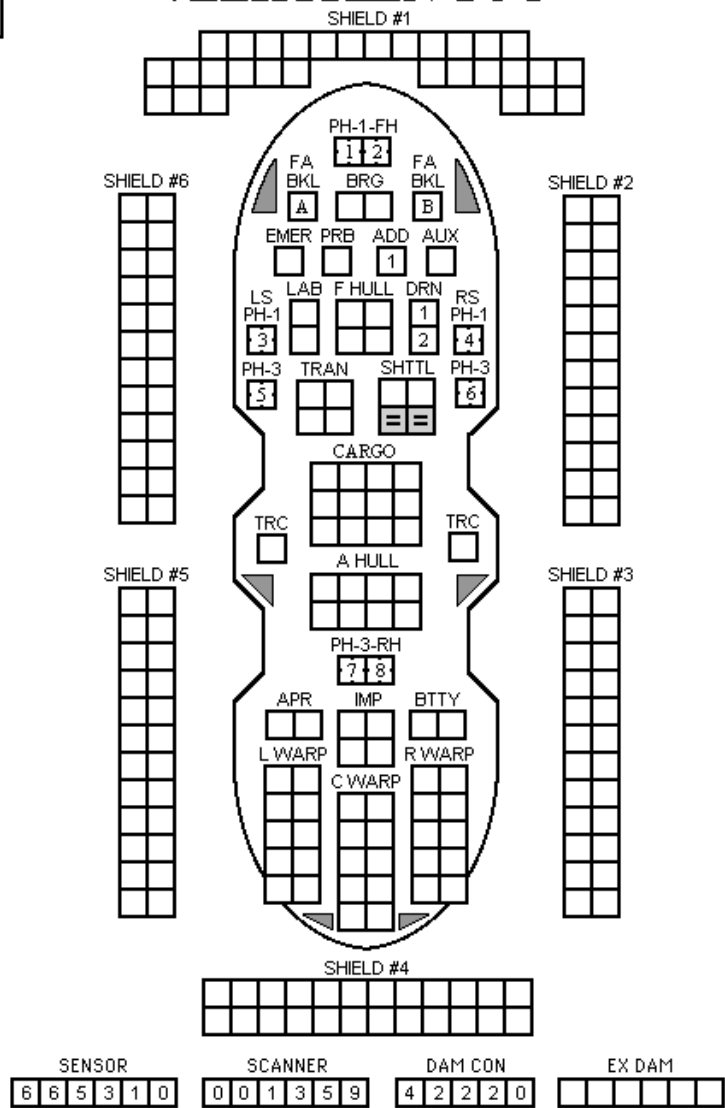 SHIELD #1
PH-1-FH
1 2
FA BKL
A
BRG
FA BKL
B
SHIELD #6
SHIELD #2
EMER PRB ADD AUX
1
LS PH-1
3
LAB F HULL DRN
1
2
RS PH-1
4
PH-3
5
TRAN SHTTL
= =
PH-3
6
CARGO
TRC
TRC
A HULL
SHIELD #5
SHIELD #3
PH-3-RH
7 8
APR IMP BTTY
L WARP
C WARP
R WARP
SHIELD #4
SENSOR
6 6 5 3 1 0
SCANNER
0 0 1 3 5 9
DAM CON
4 2 2 2 0
EX DAM